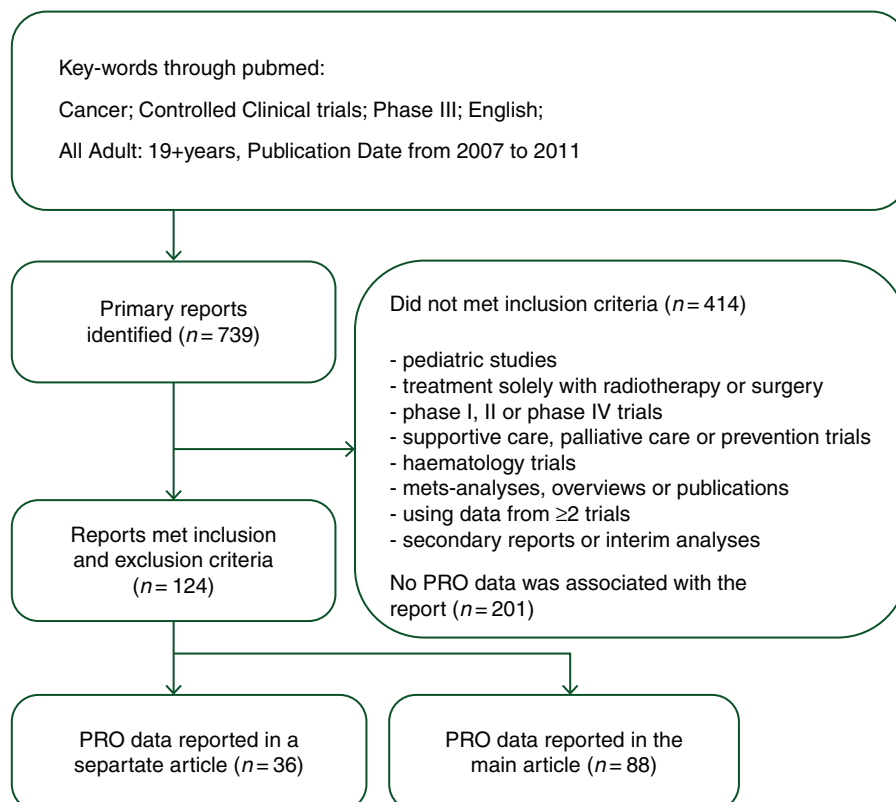 Key-words through pubmed:
Cancer; Controlled Clinical trials; Phase III; English;
All Adult: 19+years, Publication Date from 2007 to 2011
Primary reports
identified (n = 739)
Did not met inclusion criteria (n = 414)
- pediatric studies
- treatment solely with radiotherapy or surgery
- phase I, II or phase IV trials
- supportive care, palliative care or prevention trials
- haematology trials
- mets-analyses, overviews or publications
- using data from ≥2 trials
- secondary reports or interim analyses
No PRO data was associated with the
report (n = 201)
Reports met inclusion
and exclusion criteria
(n = 124)
PRO data reported in a
separtate article (n = 36)
PRO data reported in the
main article (n = 88)